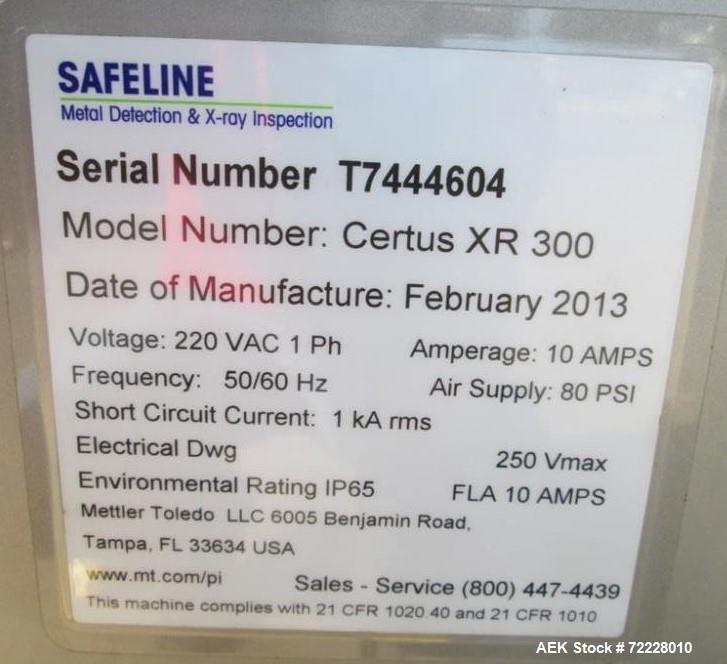 SAFELINE
Metal Detection & X-ray Inspection
Serial Number T7444604
Model Number: Certus XR 300
Date of Manufacture: February 2013
Voltage: 220 VAC 1 Ph Amperage: 10 AMPS
Frequency: 50/60 Hz Air Supply: 80 PSI
Short Circuit Current: 1 kA rms
Electrical Dwg 250 Vmax
Environmental Rating IP65 FLA 10 AMPS
Mettler Toledo LLC 6005 Benjamin Road,
Tampa, FL 33634 USA
www.mt.com/pi Sales - Service (800) 447-4439
This machine complies with 21 CFR 1020.40 and 21 CFR 1010
AEK Stock # 72228010